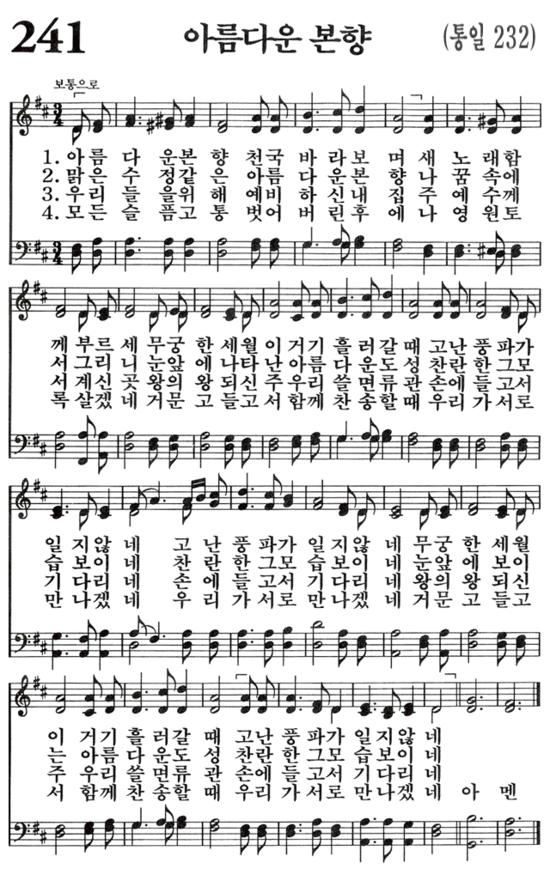 241 아름다운 본향 (통일 232)
보통으로
1. 아 름 다 운 본 향 천국 바 라 보 며 새 노 래 함
2. 맑 은 수 정 같 은 아 름 다 운 본 향 나 꿈 속 에
3. 우 리 들 을 위 해 예 비 하 신 내 집 주 예 수 께
4. 모 든 슬 픔 고 통 벗 어 버 린 후 에 나 영 원 토
께 부 르 세 무 궁 한 세 월 이 거 기 흘 러 갈 때 고 난 풍 파 가
서 그 리 니 눈 앞 에 나 타 난 아 름 다 운 도 성 찬 란 한 그 모
서 계 신 곳 왕 의 왕 되 신 주 우 리 쓸 면 류 관 손 에 들 고 서
록 살 겠 네 거 문 고 들 고 서 함 께 찬 송 할 때 우 리 가 서 로
일 지 않 네 고 난 풍 파 가 일 지 않 네 무 궁 한 세 월
습 보 이 네 찬 란 한 그 모 습 보 이 네 눈 앞 에 보 이
기 다 리 네 손 에 들 고 서 기 다 리 네 왕 의 왕 되 신
만 나 겠 네 우 리 가 서 로 만 나 겠 네 거 문 고 들 고
이 거 기 흘 러 갈 때 고 난 풍 파 가 일 지 않 네
는 아 름 다 운 도 성 찬 란 한 그 모 습 보 이 네
주 우 리 쓸 면 류 관 손 에 들 고 서 기 다 리 네
서 함 께 찬 송 할 때 우 리 가 서 로 만 나 겠 네 아 멘